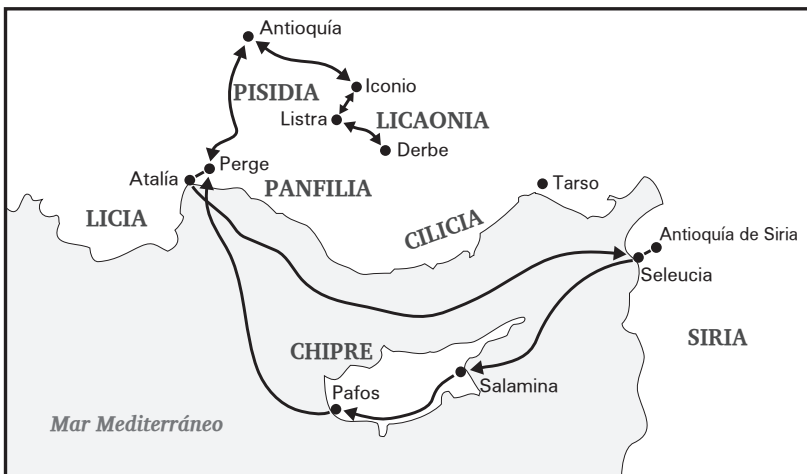 Antioquía
Iconio
PISIDIA
Listra
LICAONIA
Derbe
Perge
Atalía
PANFILIA
Tarso
LICIA
CILICIA
Antioquía de Siria
Seleucia
SIRIA
CHIPRE
Pafos
Salamina
Mar Mediterráneo